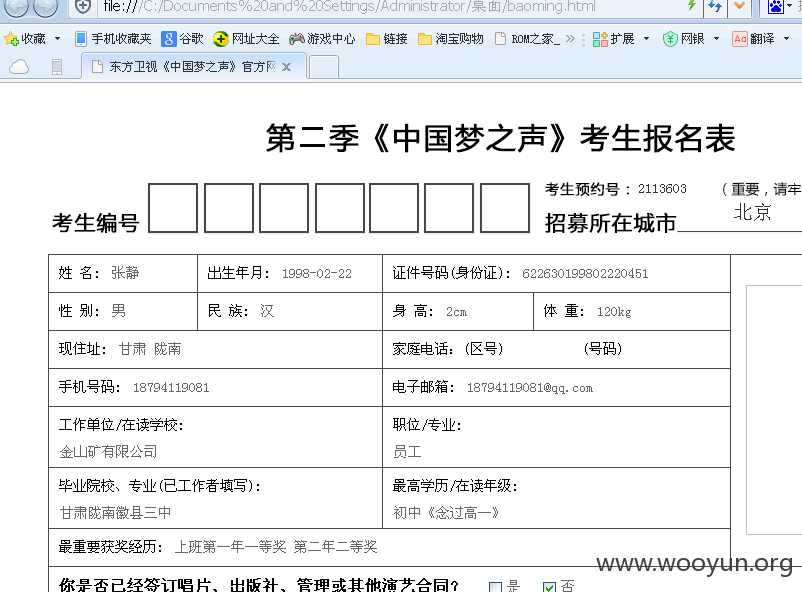 file:///C:/Documents%20and%20Settings/Administrator/桌面/baoming.html
收藏 手机收藏夹 谷歌 网址大全 游戏中心 链接 淘宝购物 ROM之家_ » 扩展 网银 翻译
东方卫视《中国梦之声》官方网
第二季《中国梦之声》考生报名表
考生预约号：2113603 （重要，请牢
考生编号 招募所在城市 北京
姓 名: 张静 出生年月: 1998-02-22 证件号码(身份证): 622630199802220451
性 别: 男 民 族: 汉 身 高: 2cm 体 重: 120kg
现住址: 甘肃 陇南 家庭电话: (区号) (号码)
手机号码: 18794119081 电子邮箱: 18794119081@qq.com
工作单位/在读学校: 职位/专业:
金山矿有限公司 员工
毕业院校、专业(已工作者填写): 最高学历/在读年级:
甘肃陇南徽县三中 初中《念过高一》
最重要获奖经历: 上班第一年一等奖 第二年二等奖
www.wooyun.org
你是否已经签订唱片、出版社、管理或其他演艺合同? 是 否